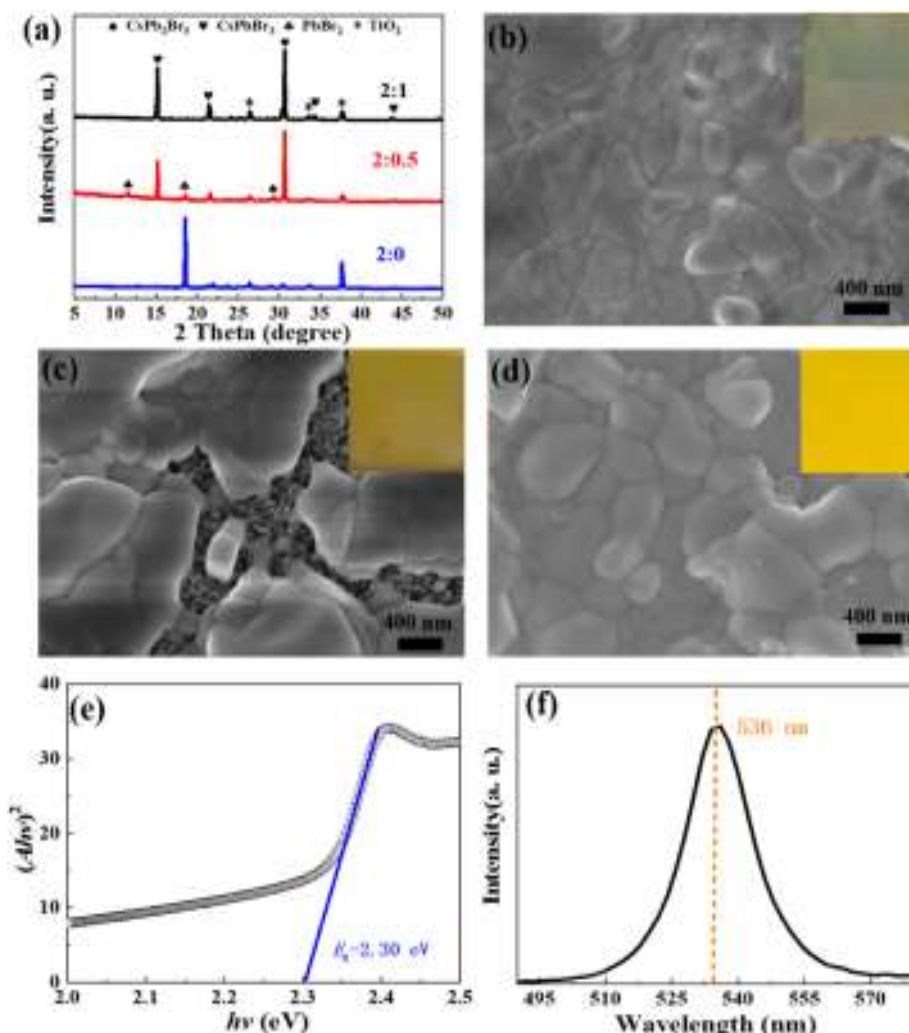 (a) ♠ CsPb₂Br₅ ♥ CsPbBr₃ ♣ PbBr₂ + TiO₂
2:1
2:0.5
2:0
Intensity(a. u.)
5 10 15 20 25 30 35 40 45 50
2 Theta (degree)
(b)
400 nm
(c)
400 nm
(d)
400 nm
(e)
40
30
20
10
0
(Ahv)²
Eg=2.30 eV
2.0 2.1 2.2 2.3 2.4 2.5
hv (eV)
(f)
536 nm
Intensity(a. u.)
495 510 525 540 555 570
Wavelength (nm)